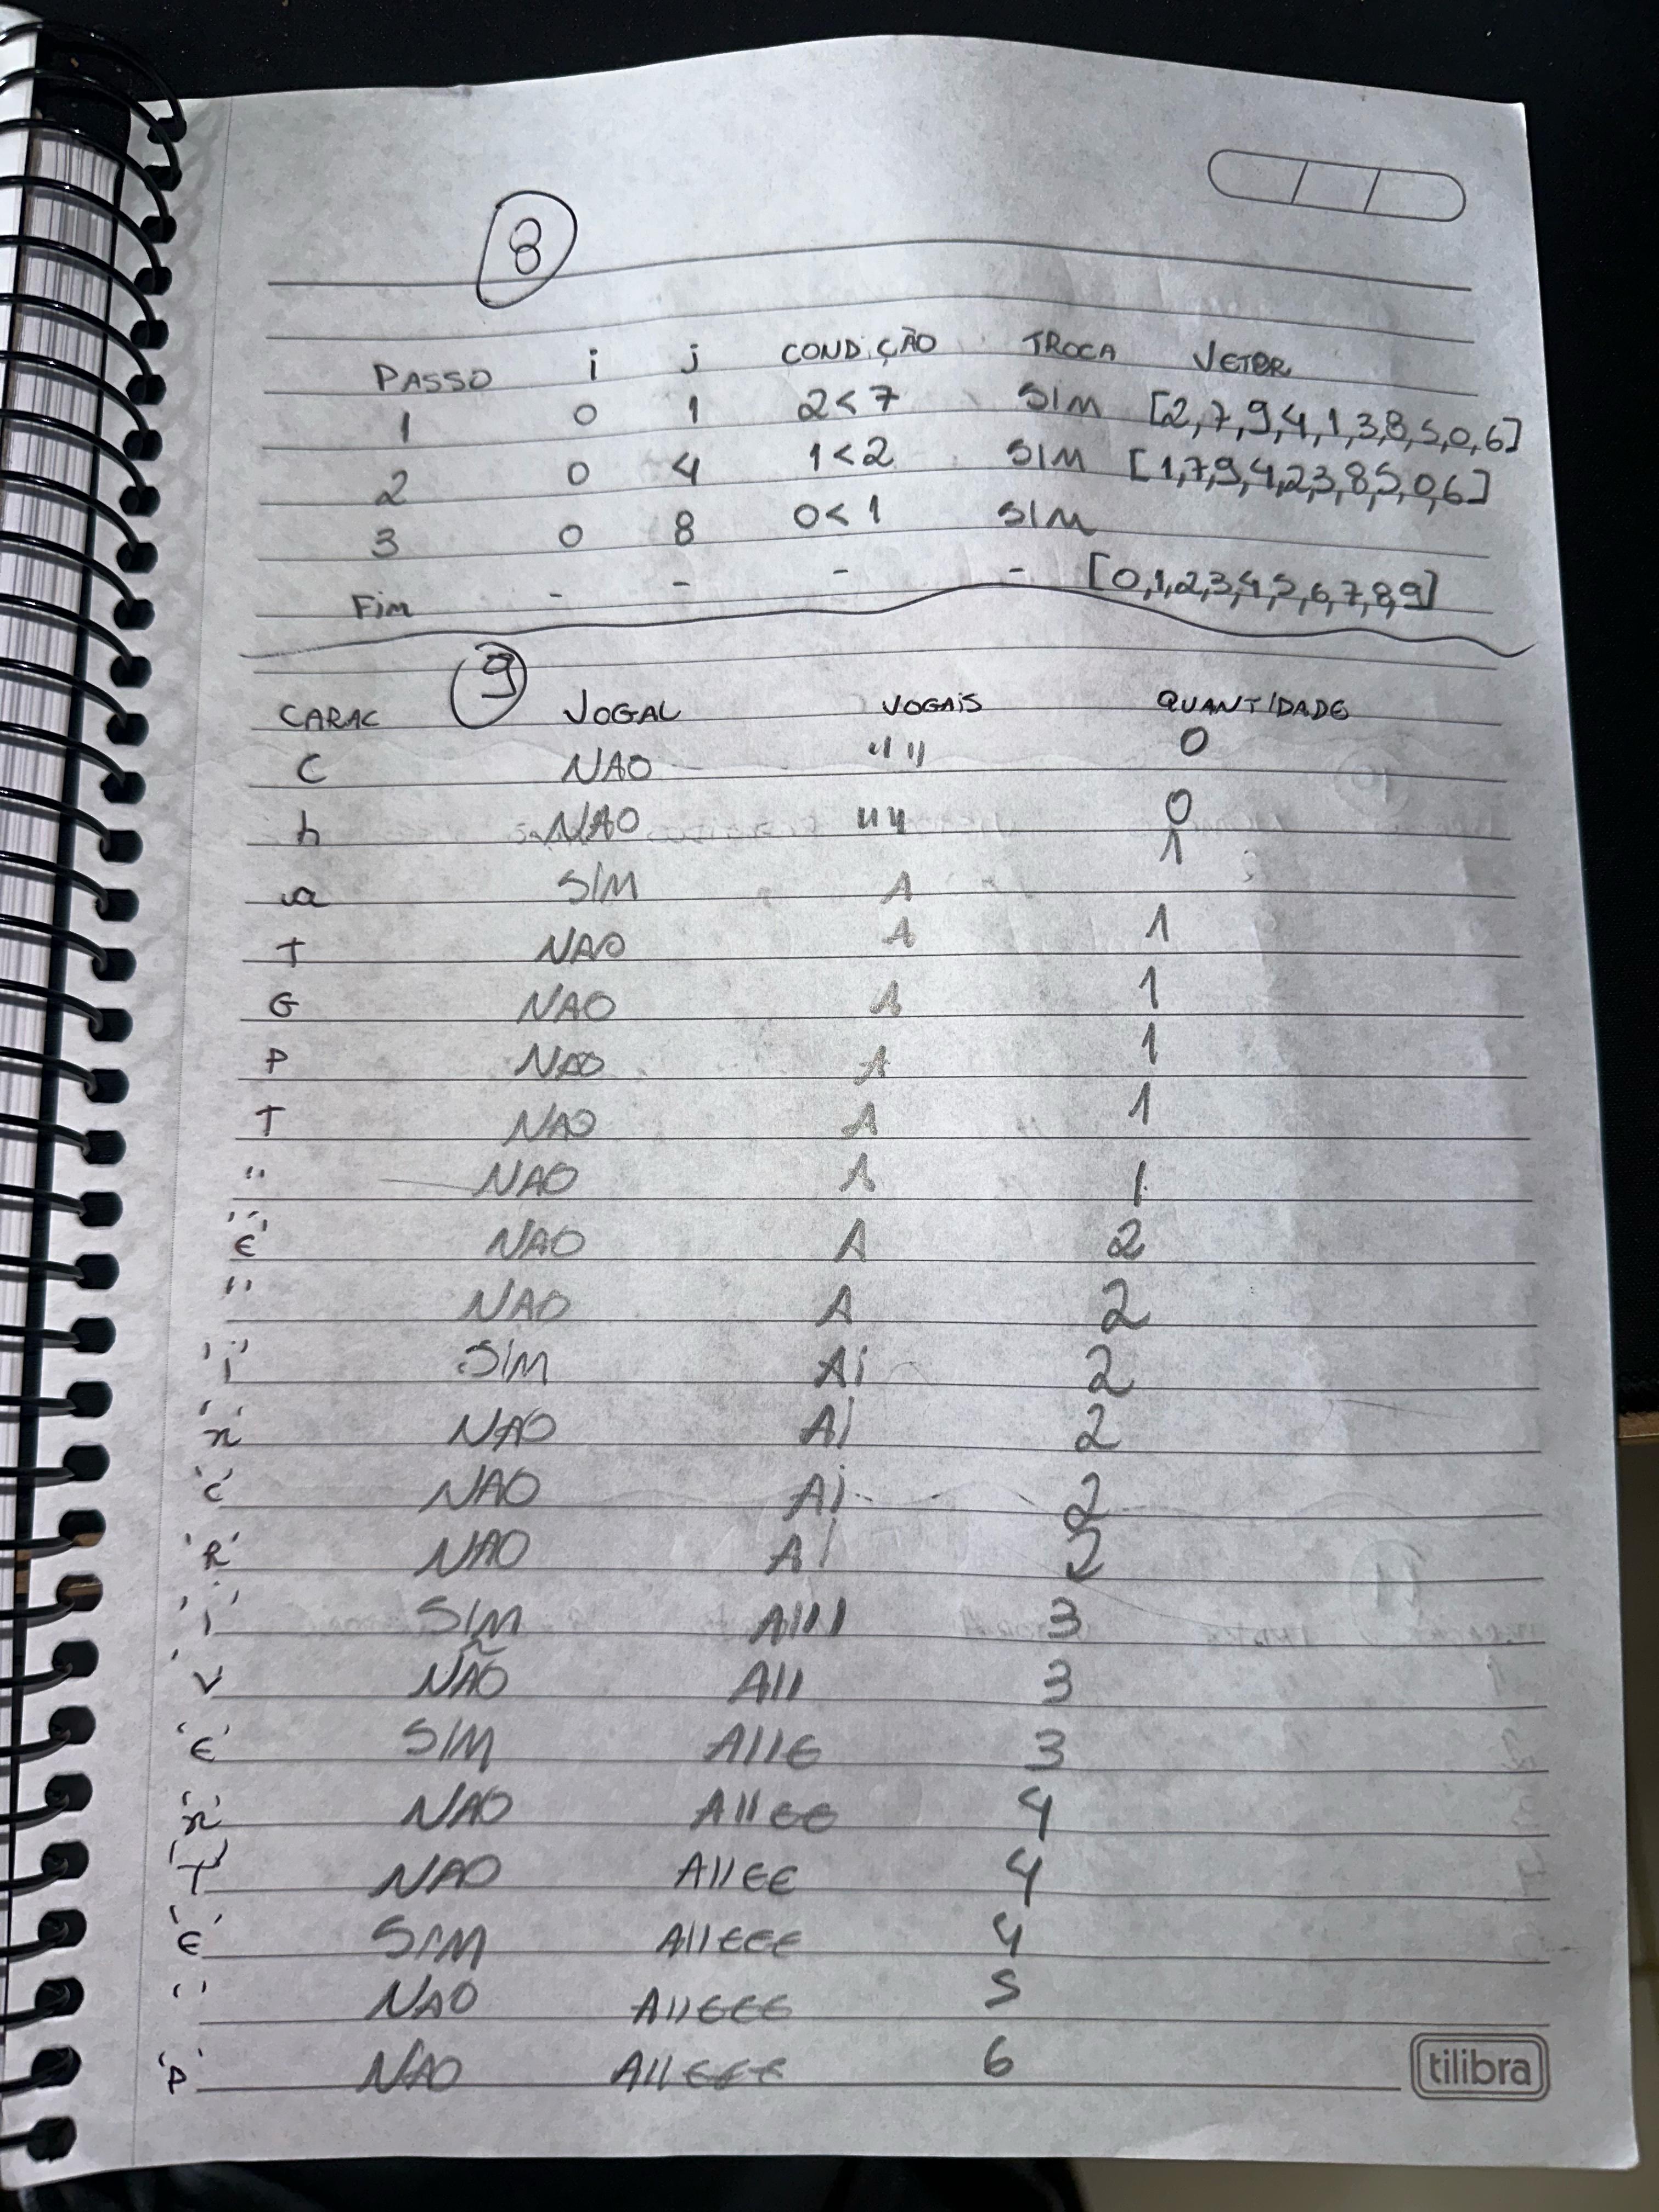 8
PASSO i j CONDIÇÃO TROCA VETOR
1 0 1 2<7 SIM [2,7,9,4,1,3,8,5,0,6]
2 0 4 1<2 SIM [1,7,9,4,2,3,8,5,0,6]
3 0 8 0<1 SIM
Fim - - - - [0,1,2,3,4,5,6,7,8,9]
9
CARAC VOGAL VOGAIS QUANTIDADE
C NAO "" 0
h NAO "" 0
a SIM A 1
T NAO A 1
G NAO A 1
P NAO A 1
T NAO A 1
" NAO A 1
'É' NAO A 2
" NAO A 2
'i' SIM Ai 2
'n' NAO Ai 2
'C' NAO Ai 2
'R' NAO Ai 2
'i' SIM AIII 3
'V NÃO AII 3
'E' SIM AIIE 3
'n' NAO AIIEE 4
'T' NAO AIIEE 4
'E' SIM AIIEEE 4
'' NAO AIIEEE 5
'P' NAO AIIEEE 6
tilibra